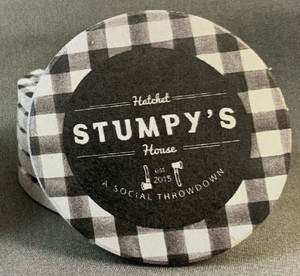 Hatchet
STUMPY'S
House
est
2015
A SOCIAL THROWDOWN